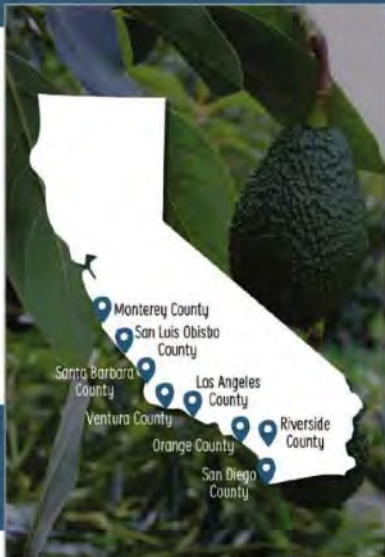 Monterey County
San Luis Obisbo
County
Santa Barbara
County
Los Angeles
County
Ventura County
Riverside
County
Orange County
San Diego
County